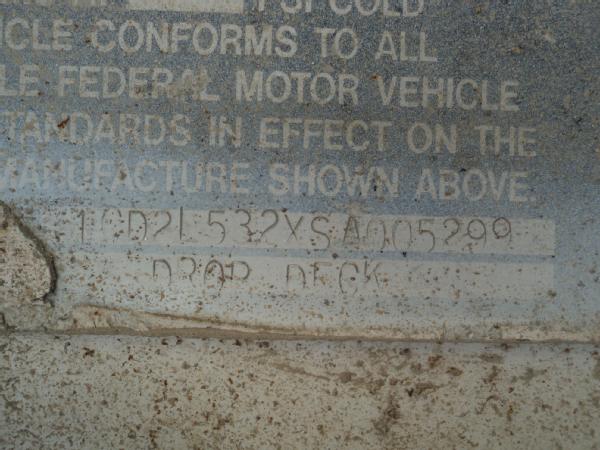 PSI COLD
ICLE CONFORMS TO ALL
LE FEDERAL MOTOR VEHICLE
STANDARDS IN EFFECT ON THE
MANUFACTURE SHOWN ABOVE.
DROP DECK